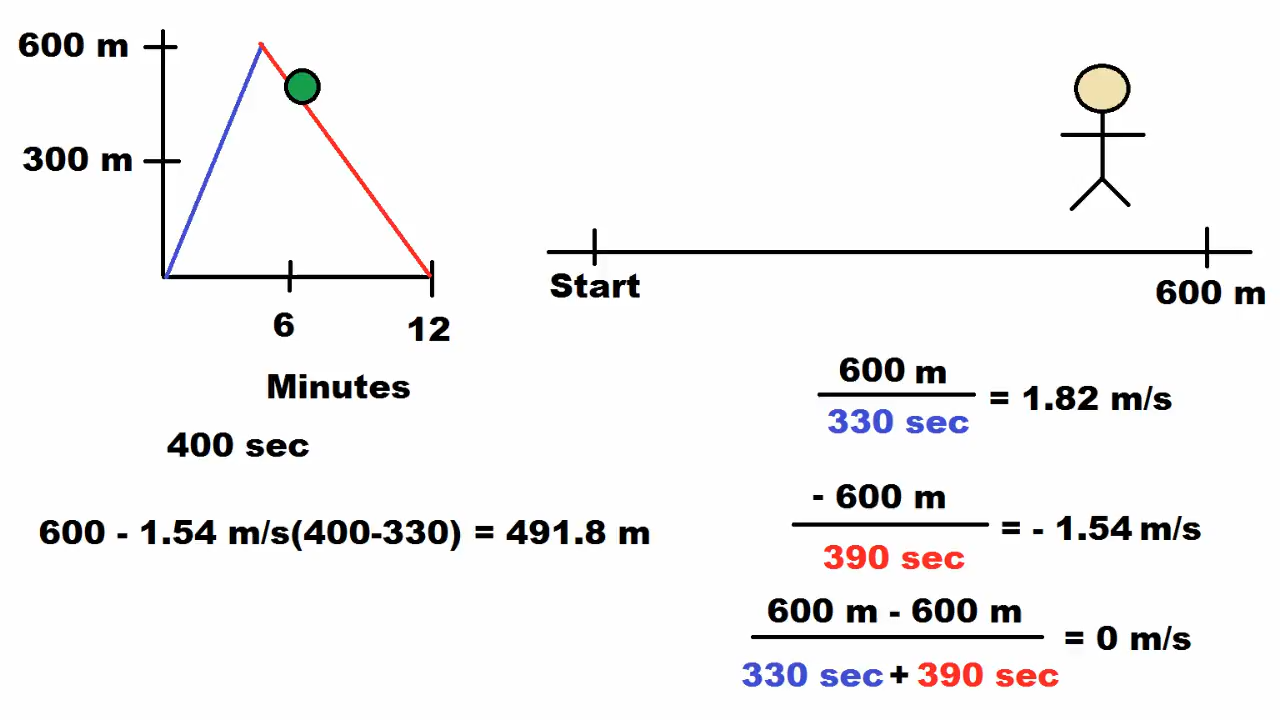 600 m
300 m
6
12
Minutes
400 sec
600 - 1.54 m/s(400-330) = 491.8 m
Start
600 m
600 m
330 sec
= 1.82 m/s
- 600 m
390 sec
= - 1.54 m/s
600 m - 600 m
330 sec + 390 sec
= 0 m/s